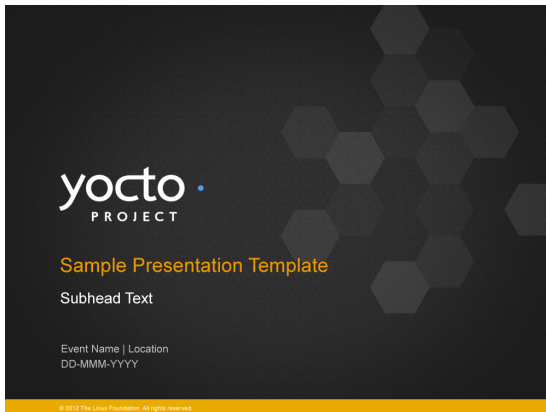 yocto
PROJECT
Sample Presentation Template
Subhead Text
Event Name | Location
DD-MMM-YYYY
© 2012 The Linux Foundation. All rights reserved.